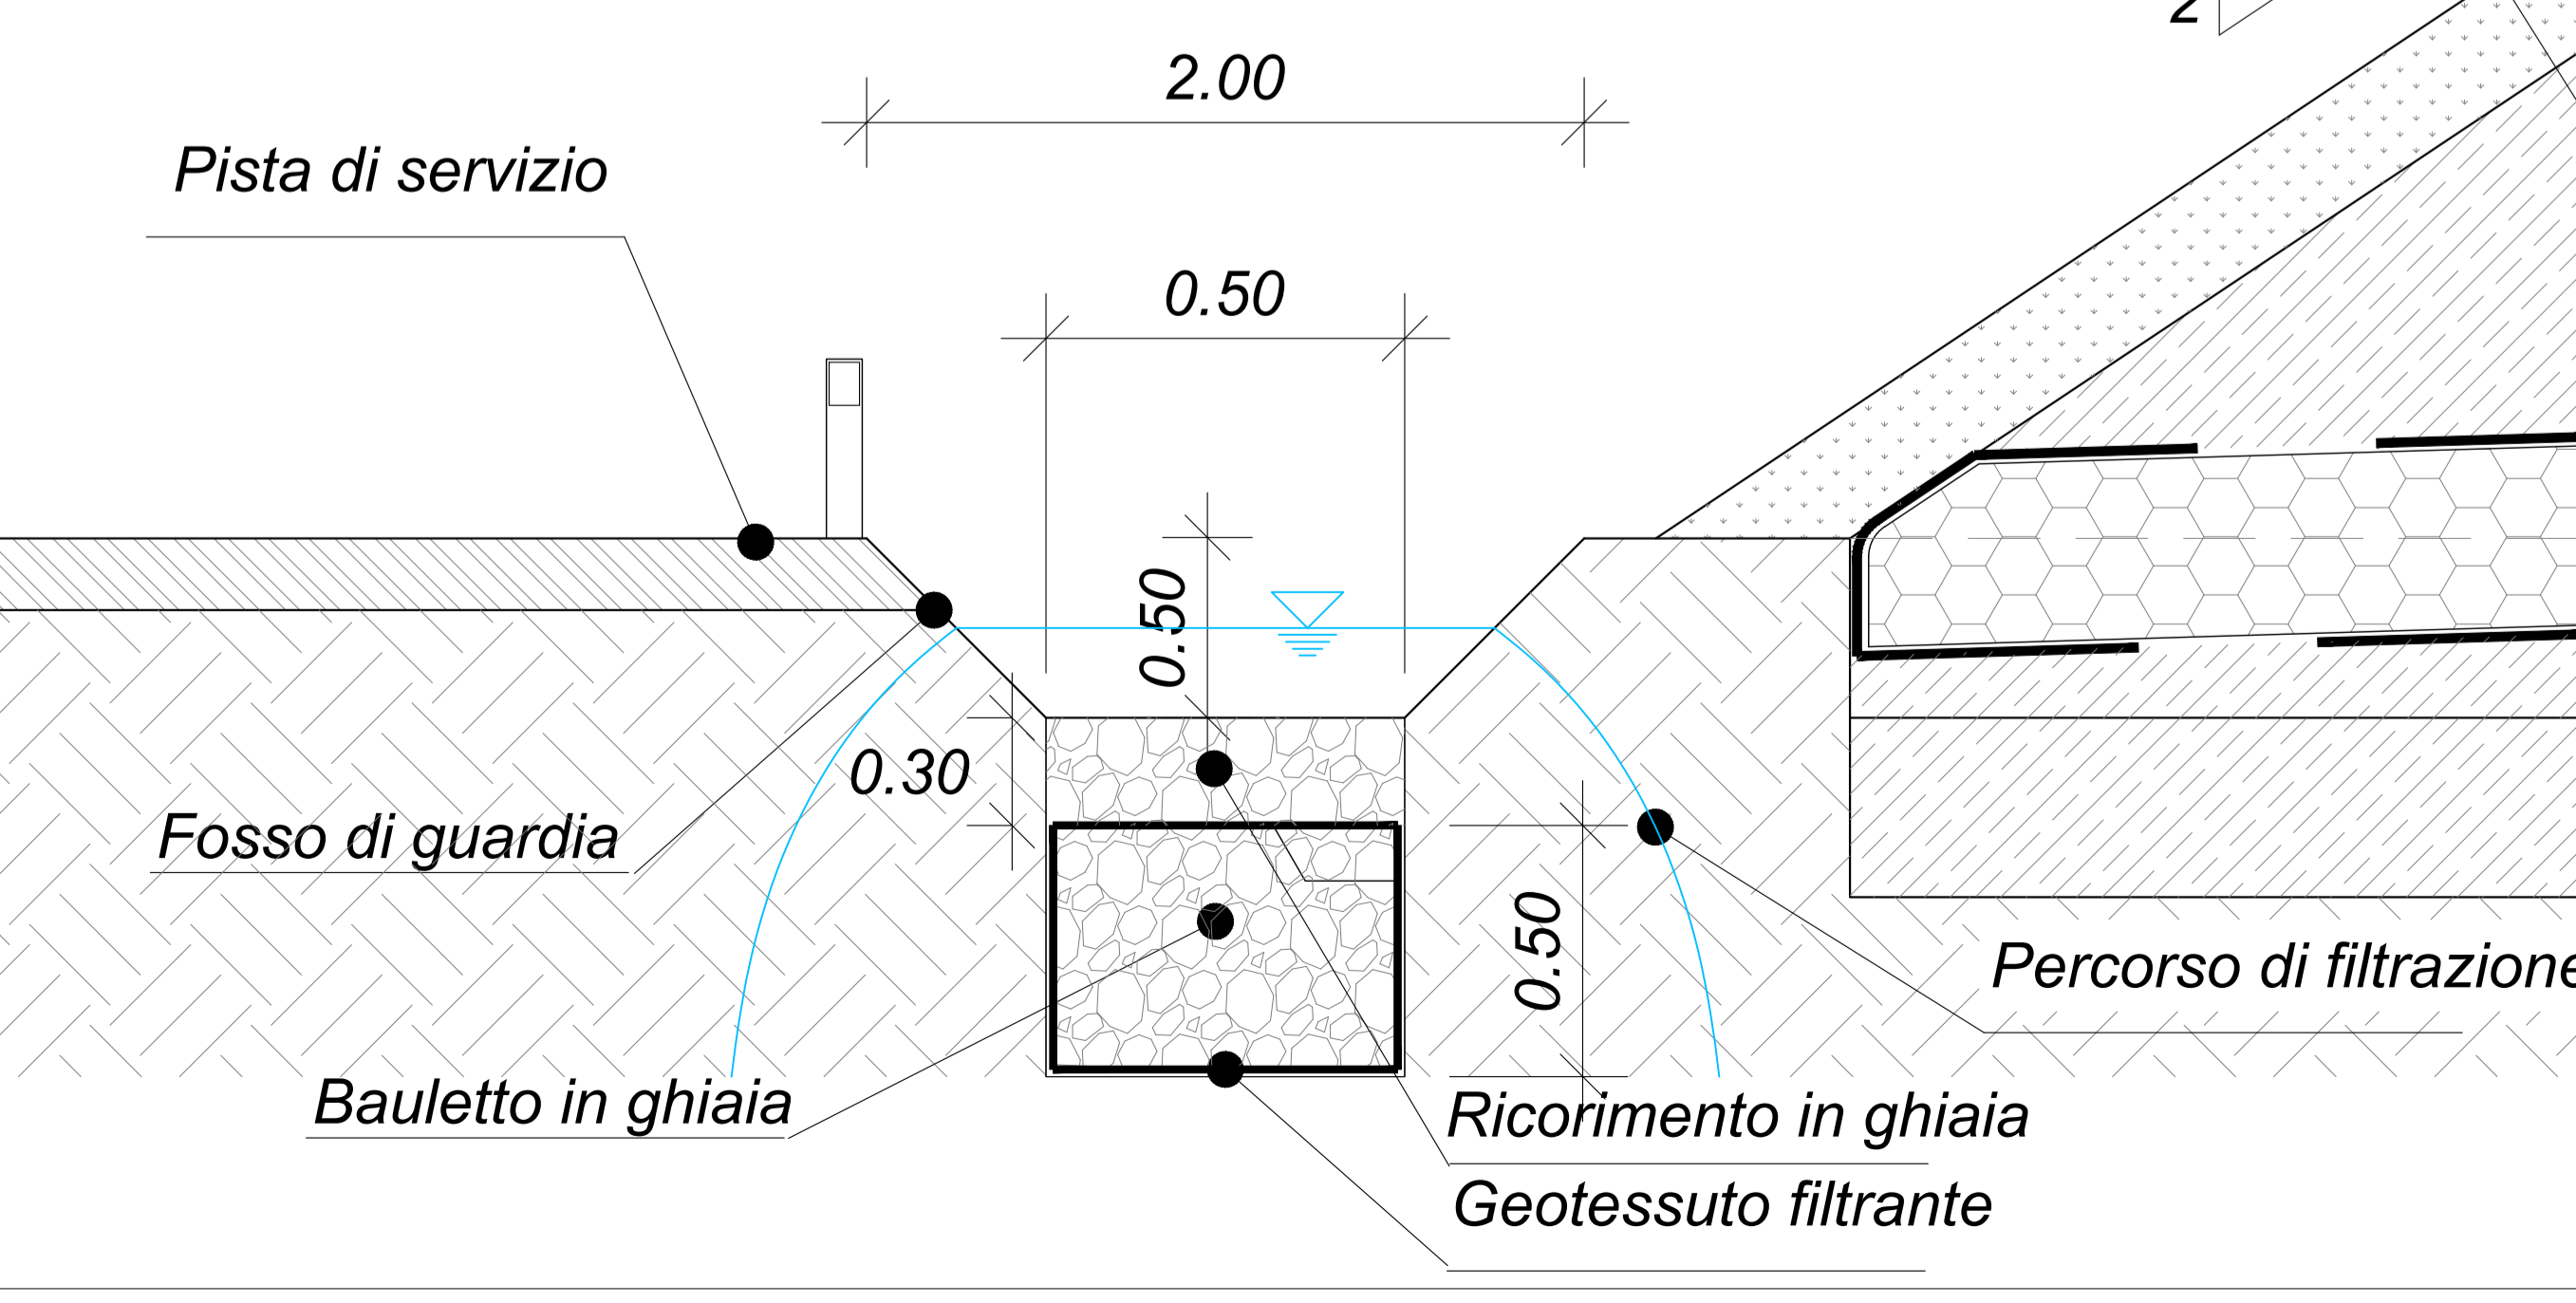 2
2.00
Pista di servizio
0.50
0.50
0.30
Fosso di guardia
0.50
Percorso di filtrazione
Bauletto in ghiaia
Ricorimento in ghiaia
Geotessuto filtrante